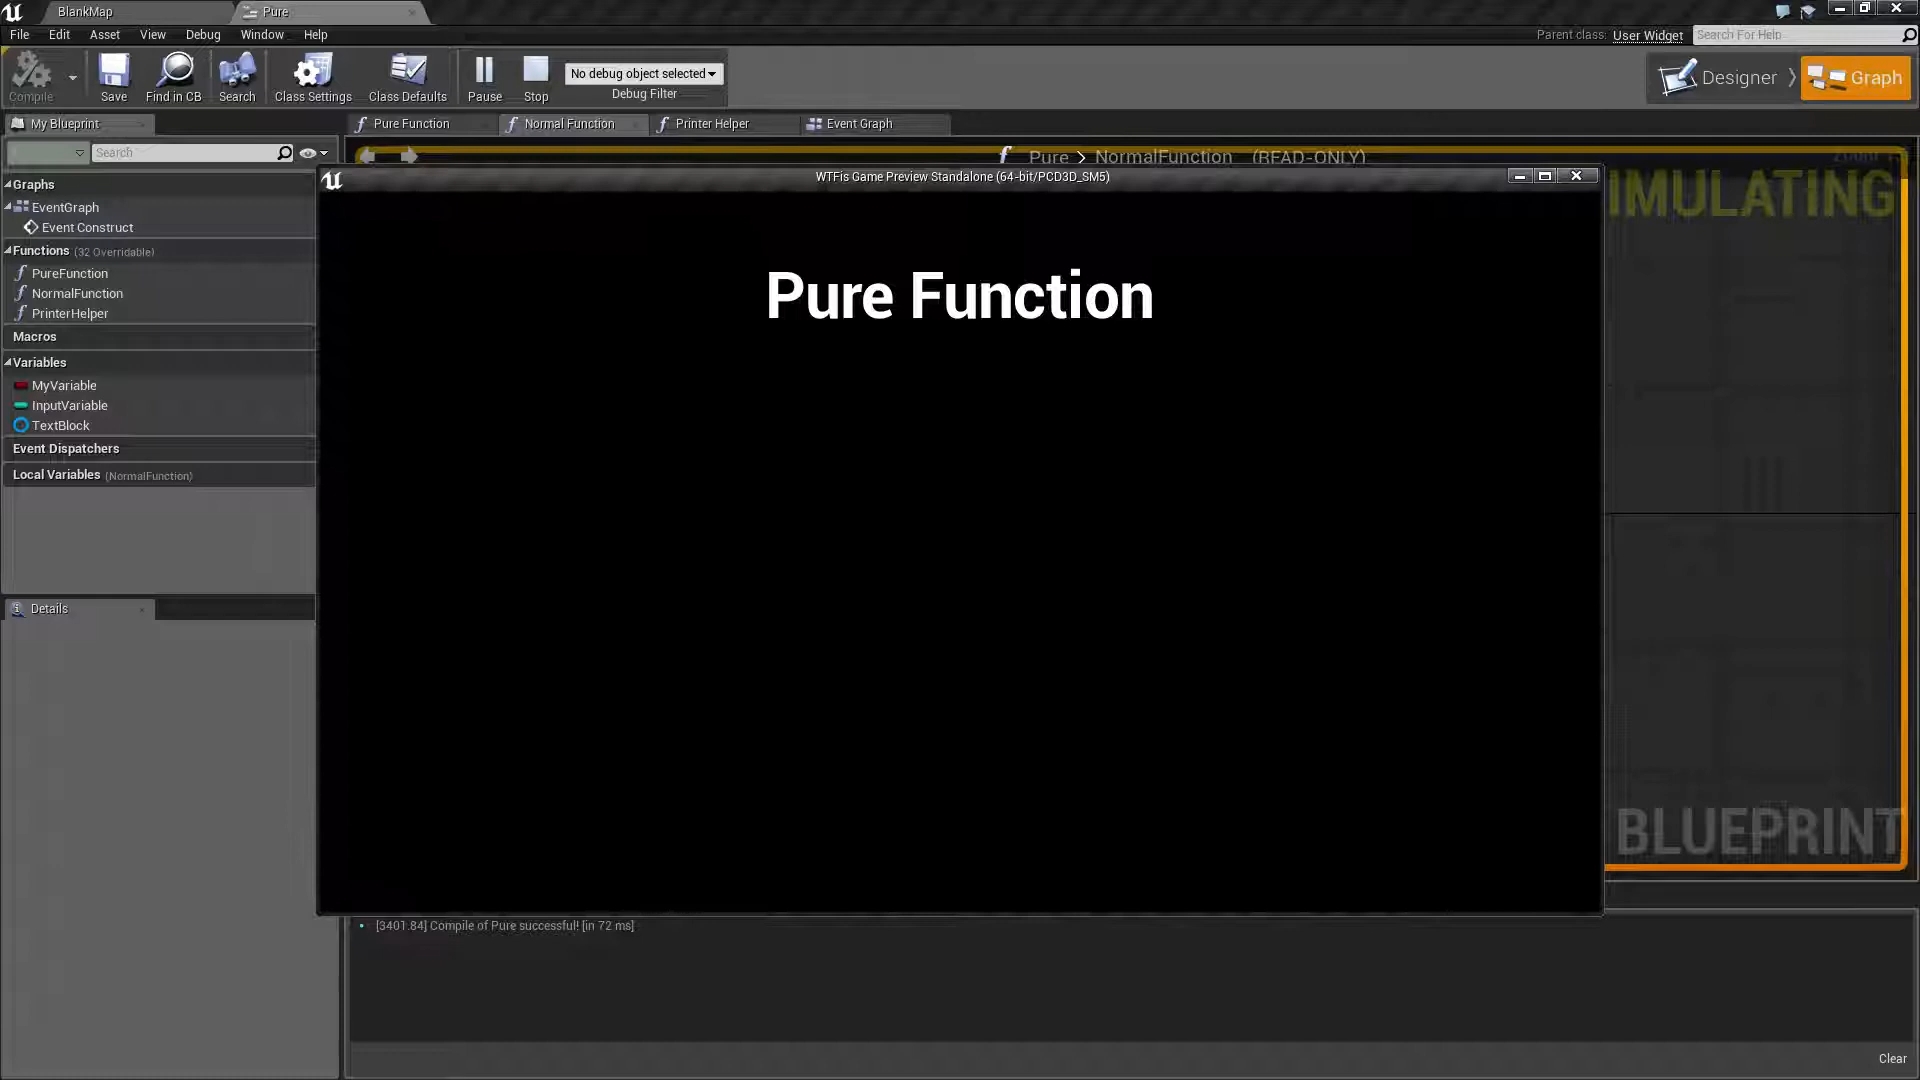 BlankMap
Pure
File Edit Asset View Debug Window Help
Parent class: User Widget
Search For Help
Compile
Save
Find in CB
Search
Class Settings
Class Defaults
Pause
Stop
No debug object selected
Debug Filter
Designer
Graph
My Blueprint
Pure Function
Normal Function
Printer Helper
Event Graph
Search
Pure > NormalFunction (READ-ONLY)
WTFis Game Preview Standalone (64-bit/PCD3D_SM5)
IMULATING
Graphs
EventGraph
Event Construct
Functions (32 Overridable)
PureFunction
NormalFunction
PrinterHelper
Macros
Variables
MyVariable
InputVariable
TextBlock
Event Dispatchers
Local Variables (NormalFunction)
Pure Function
Details
BLUEPRINT
[3401.84] Compile of Pure successful! [in 72 ms]
Clear